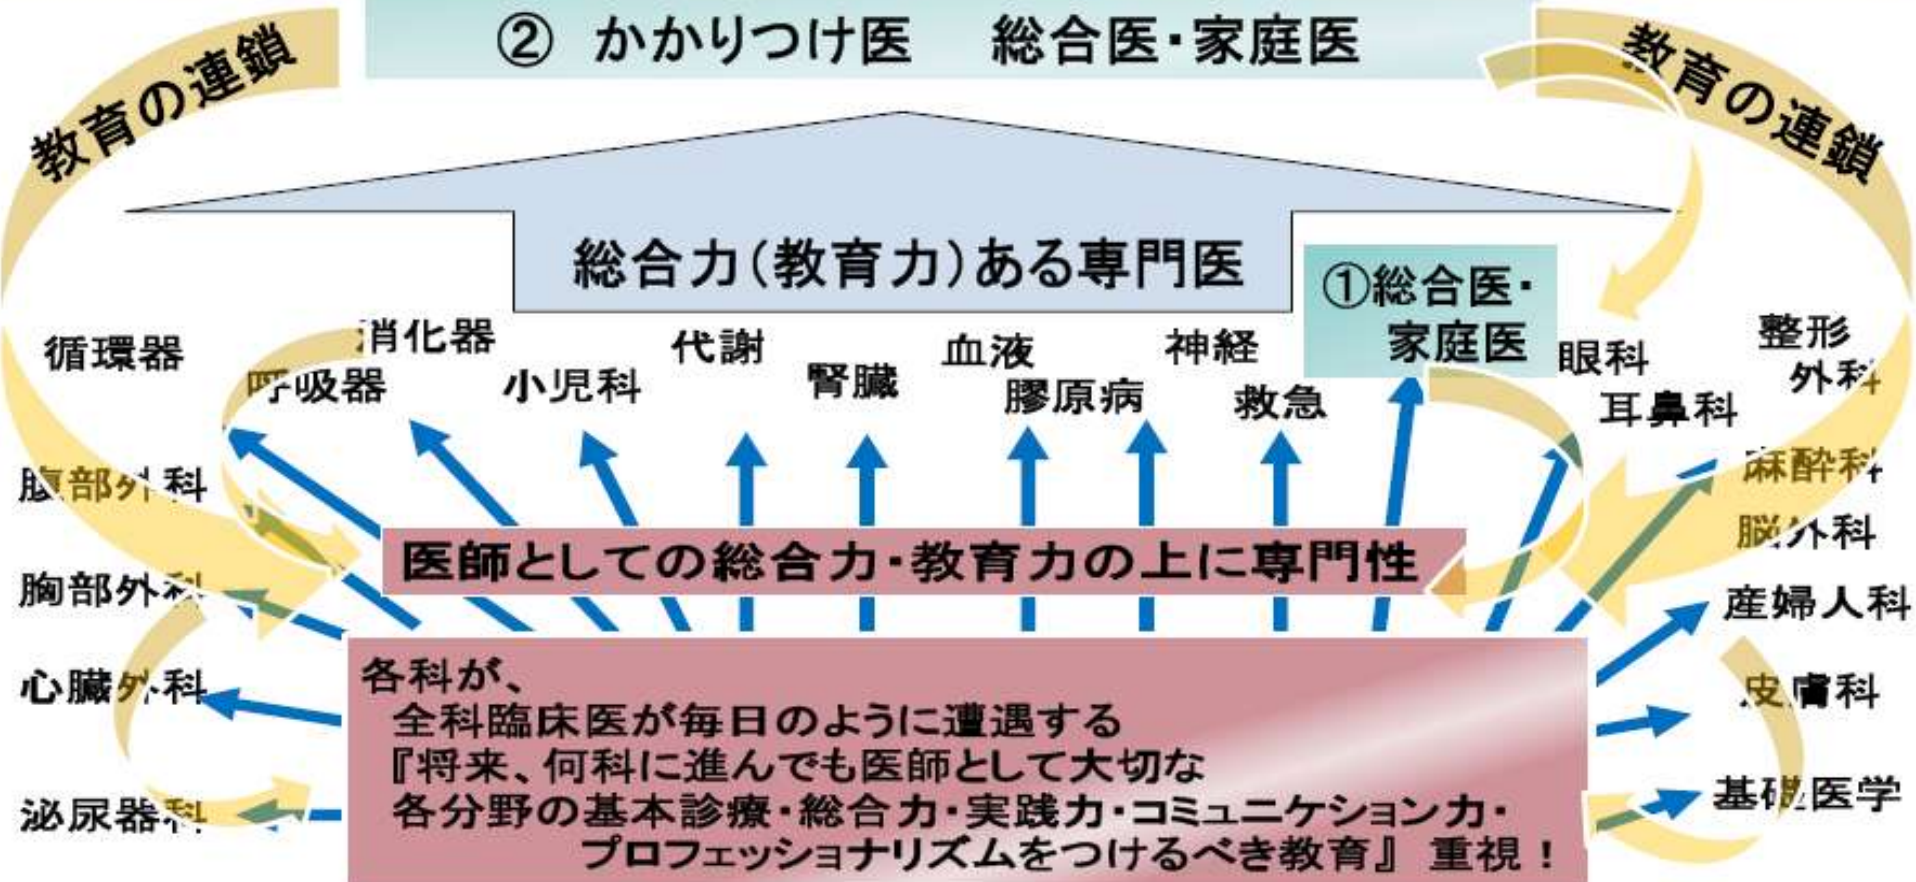 ② かかりつけ医 総合医・家庭医
教育の連鎖
教育の連鎖
総合力(教育力)ある専門医
①総合医・
家庭医
循環器
消化器
呼吸器
小児科
代謝
腎臓
血液
膠原病
神経
救急
眼科
耳鼻科
整形
外科
腹部外科
麻酔科
脳外科
胸部外科
産婦人科
心臓外科
皮膚科
泌尿器科
基礎医学
医師としての総合力・教育力の上に専門性
各科が、
全科臨床医が毎日のように遭遇する
『将来、何科に進んでも医師として大切な
各分野の基本診療・総合力・実践力・コミュニケション力・
プロフェッショナリズムをつけるべき教育』 重視！